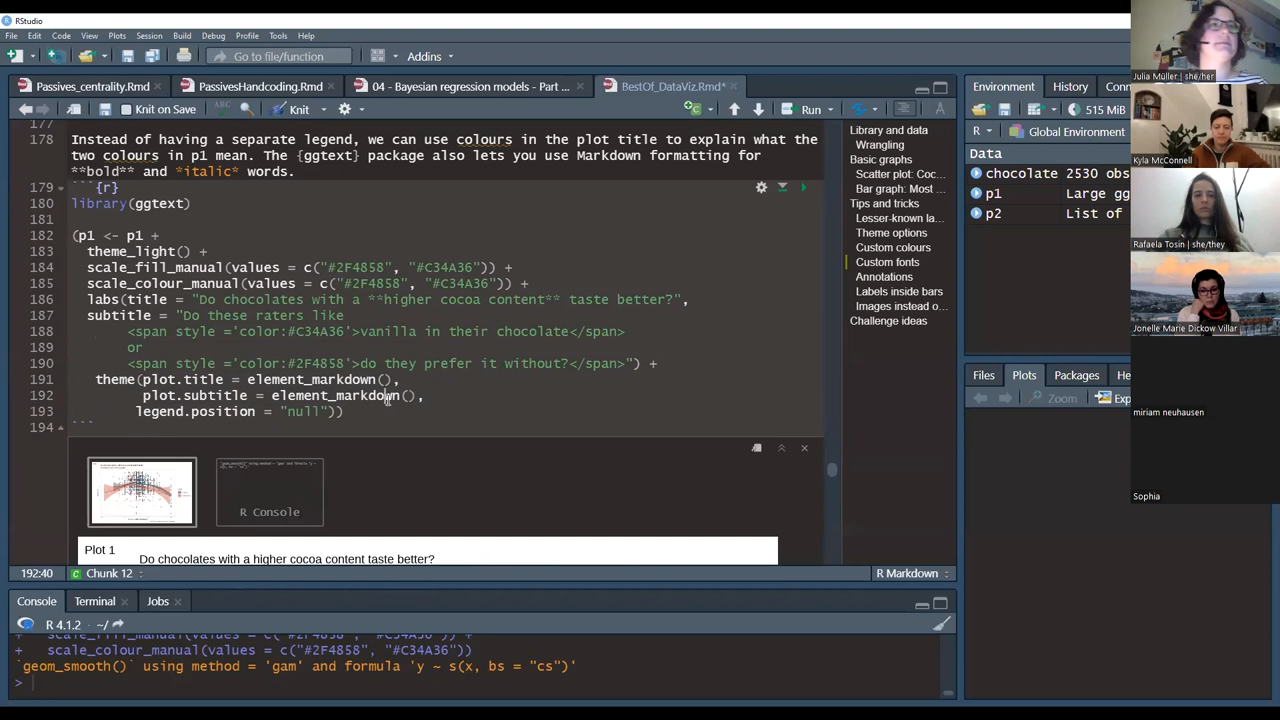 RStudio
File Edit Code View Plots Session Build Debug Profile Tools Help
Go to file/function Addins
Passives_centrality.Rmd PassivesHandcoding.Rmd 04 - Bayesian regression models - Part ... BestOf_DataViz.Rmd*
Knit on Save Knit Run
177
178 Instead of having a separate legend, we can use colours in the plot title to explain what the
two colours in p1 mean. The {ggtext} package also lets you use Markdown formatting for
**bold** and *italic* words.
179 ```{r}
180 library(ggtext)
181
182 (p1 <- p1 +
183 theme_light() +
184 scale_fill_manual(values = c("#2F4858", "#C34A36")) +
185 scale_colour_manual(values = c("#2F4858", "#C34A36")) +
186 labs(title = "Do chocolates with a **higher cocoa content** taste better?",
187 subtitle = "Do these raters like
188 <span style ='color:#C34A36'>vanilla in their chocolate</span>
189 or
190 <span style ='color:#2F4858'>do they prefer it without?</span>") +
191 theme(plot.title = element_markdown(),
192 plot.subtitle = element_markdown(),
193 legend.position = "null"))
194 ```
R Console
Plot 1
Do chocolates with a higher cocoa content taste better?
192:40 Chunk 12 R Markdown
Library and data
Wrangling
Basic graphs
Scatter plot: Coc...
Bar graph: Most ...
Tips and tricks
Lesser-known la...
Theme options
Custom colours
Custom fonts
Annotations
Labels inside bars
Images instead o...
Challenge ideas
Console Terminal Jobs
R 4.1.2 · ~/
+ scale_fill_manual(values = c("#2F4858", "#C34A36")) +
+ scale_colour_manual(values = c("#2F4858", "#C34A36"))
`geom_smooth()` using method = 'gam' and formula 'y ~ s(x, bs = "cs")'
>
Environment History Con
515 MiB
R Global Environment
Data
chocolate 2530 obs
p1 Large gg
p2 List of
Files Plots Packages He
Exp
Julia Müller | she/her
Kyla McConnell
Rafaela Tosin | she/they
Jonelle Marie Dickow Villar
miriam neuhausen
Sophia